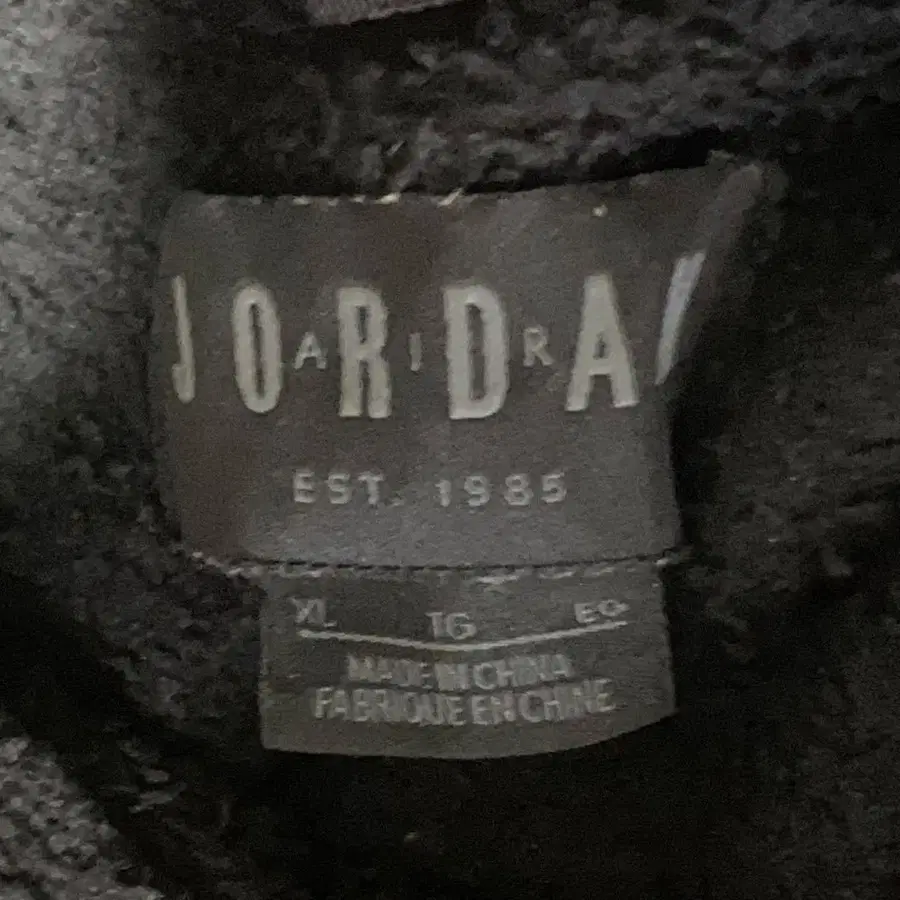 JORDAN
AIR
EST. 1985
XL TG EG
MADE IN CHINA
FABRIQUE EN CHINE